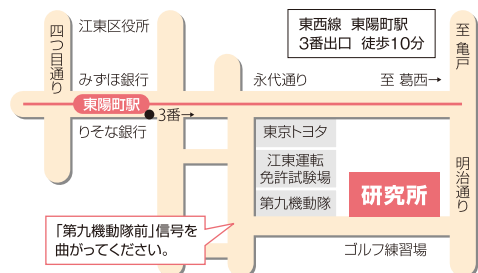 東西線 東陽町駅
3番出口 徒歩10分
四つ目通り
江東区役所
至 亀戸
みずほ銀行
永代通り
至 葛西→
東陽町駅
3番→
りそな銀行
東京トヨタ
江東運転
免許試験場
第九機動隊
研究所
明治通り
「第九機動隊前」信号を
曲がってください。
ゴルフ練習場